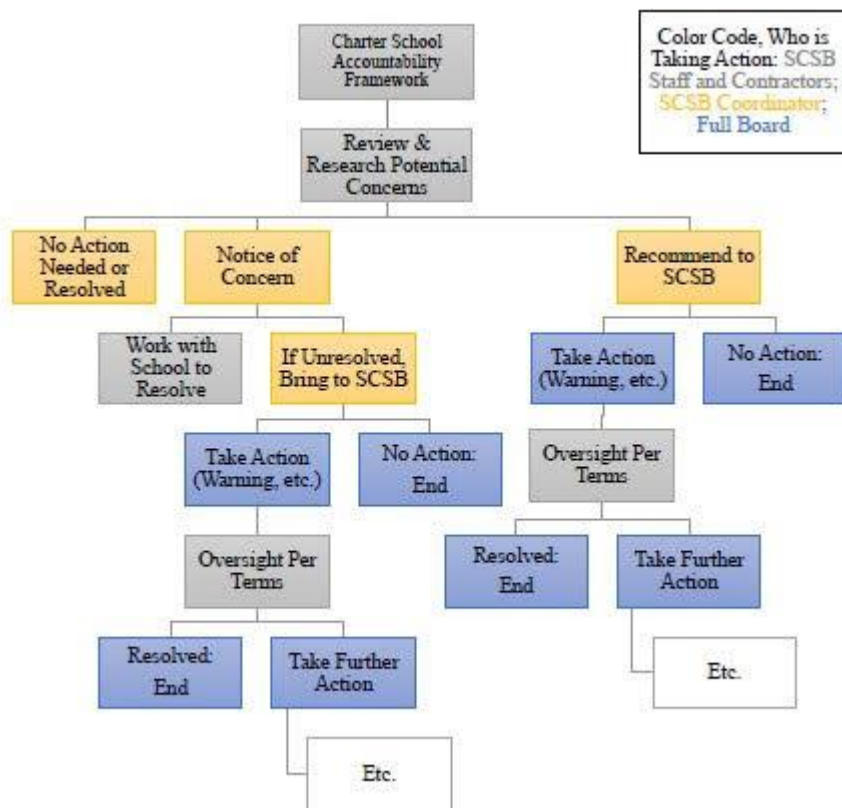 Charter School
Accountability
Framework
Color Code, Who is
Taking Action: SCSB
Staff and Contractors;
SCSB Coordinator;
Full Board
Review &
Research Potential
Concerns
No Action
Needed or
Resolved
Notice of
Concern
Recommend to
SCSB
Work with
School to
Resolve
If Unresolved,
Bring to SCSB
Take Action
(Warning, etc.)
No Action:
End
Take Action
(Warning, etc.)
No Action:
End
Oversight Per
Terms
Oversight Per
Terms
Resolved:
End
Take Further
Action
Resolved:
End
Take Further
Action
Etc.
Etc.